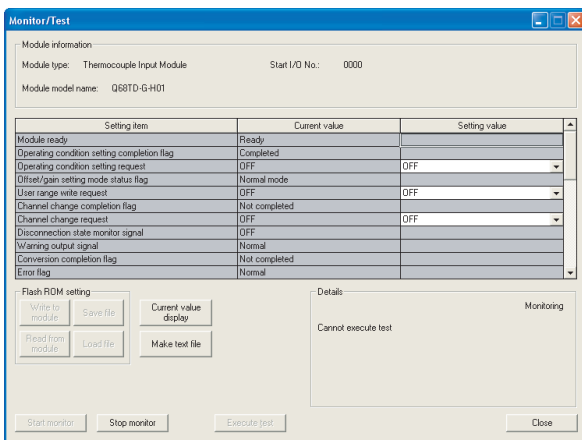 Monitor/Test
Module information
Module type: Thermocouple Input Module Start I/O No.: 0000
Module model name: Q68TD-G-H01
Setting item Current value Setting value
Module ready Ready
Operating condition setting completion flag Completed
Operating condition setting request OFF OFF
Offset/gain setting mode status flag Normal mode
User range write request OFF OFF
Channel change completion flag Not completed
Channel change request OFF OFF
Disconnection state monitor signal OFF
Warning output signal Normal
Conversion completion flag Not completed
Error flag Normal
Flash ROM setting
Write to
module
Save file
Current value
display
Read from
module
Load file
Make text file
Details
Monitoring
Cannot execute test
Start monitor Stop monitor Execute test Close